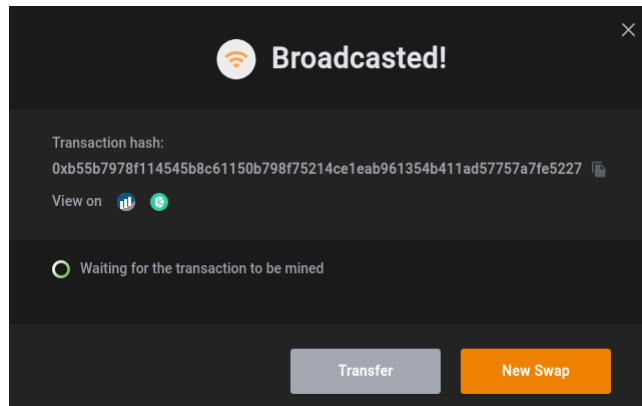 Broadcasted!
Transaction hash:
0xb55b7978f114545b8c61150b798f75214ce1eab961354b411ad57757a7fe5227
View on
Waiting for the transaction to be mined
Transfer New Swap